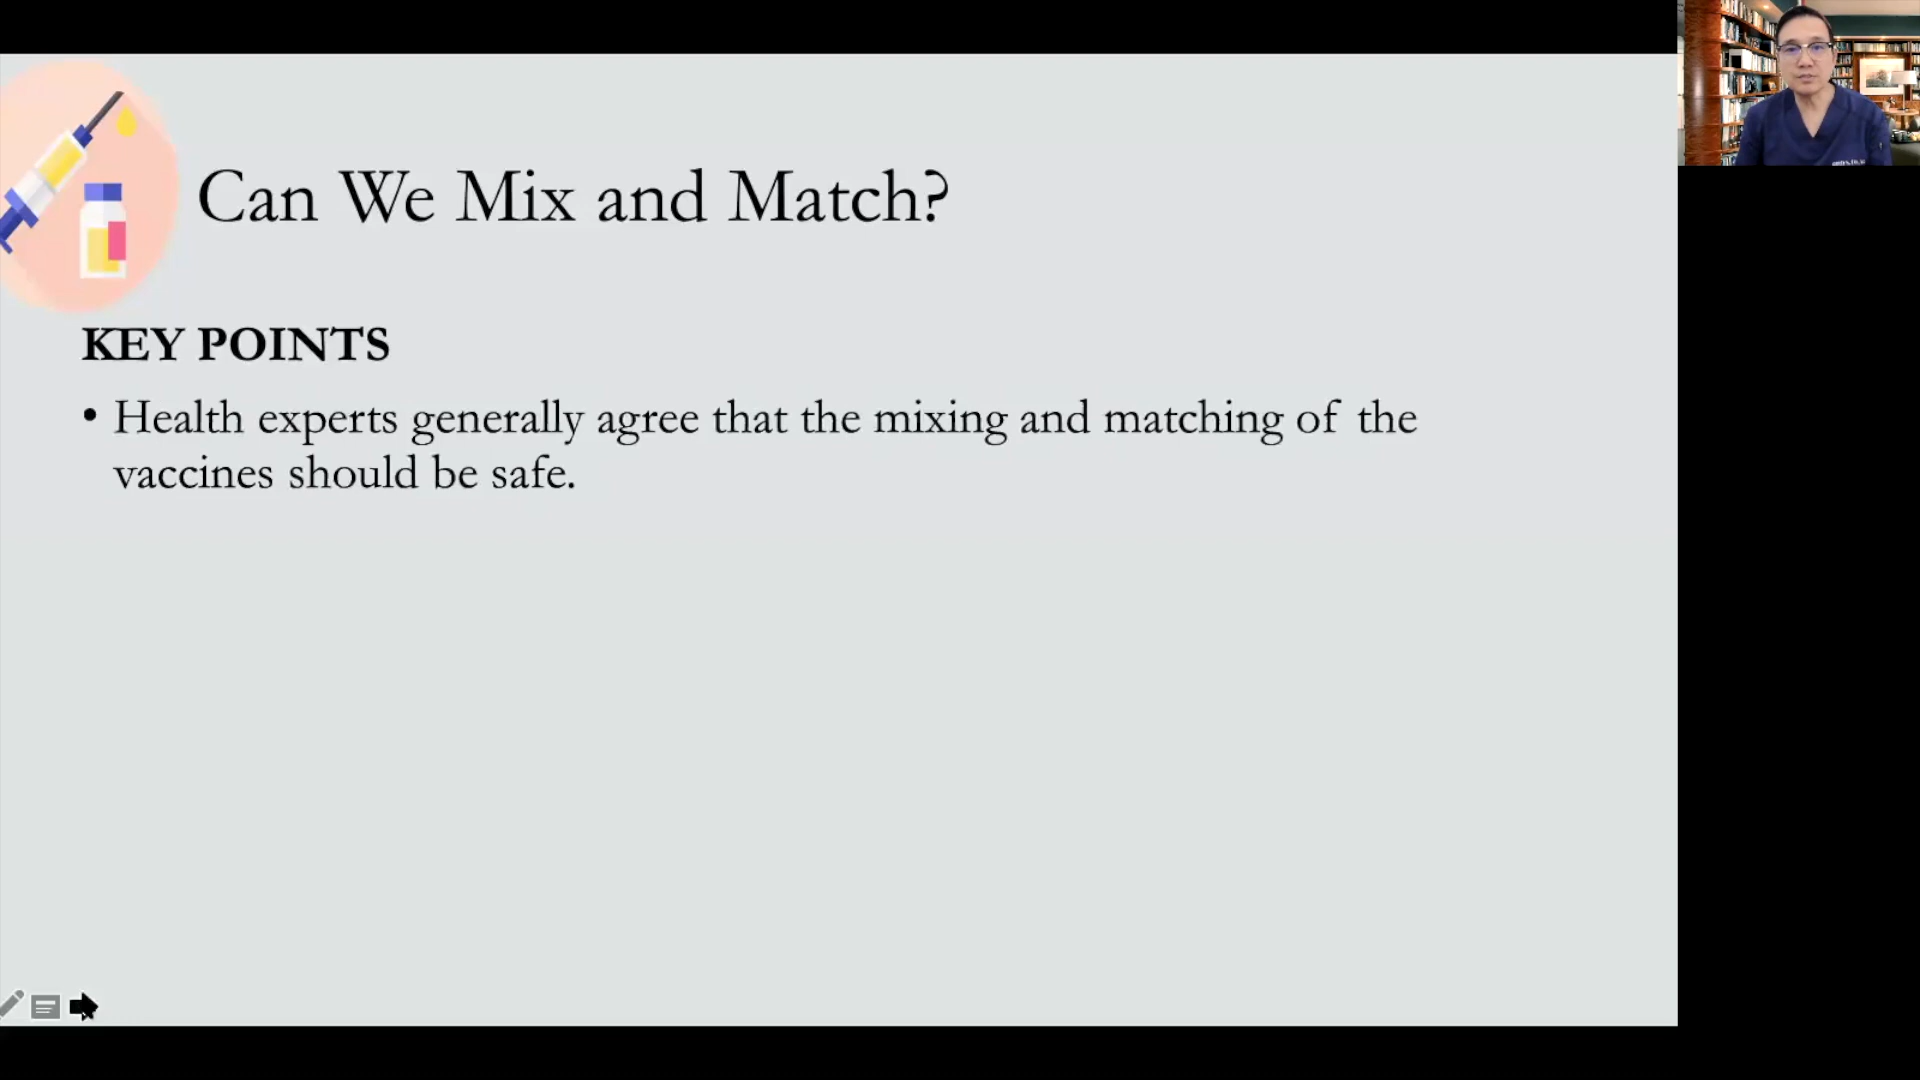 Can We Mix and Match?
KEY POINTS
• Health experts generally agree that the mixing and matching of the
vaccines should be safe.